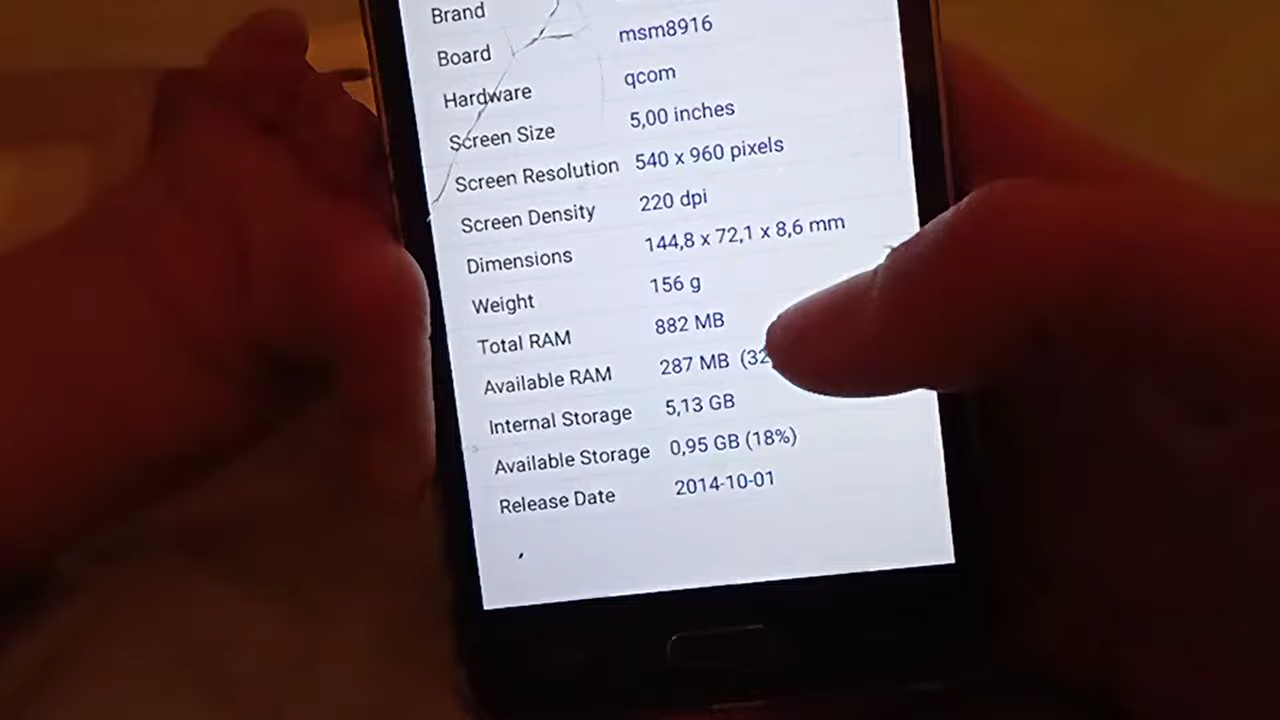 Brand
Board msm8916
Hardware qcom
Screen Size 5,00 inches
Screen Resolution 540 x 960 pixels
Screen Density 220 dpi
Dimensions 144,8 x 72,1 x 8,6 mm
Weight 156 g
Total RAM 882 MB
Available RAM 287 MB (32
Internal Storage 5,13 GB
Available Storage 0,95 GB (18%)
Release Date 2014-10-01